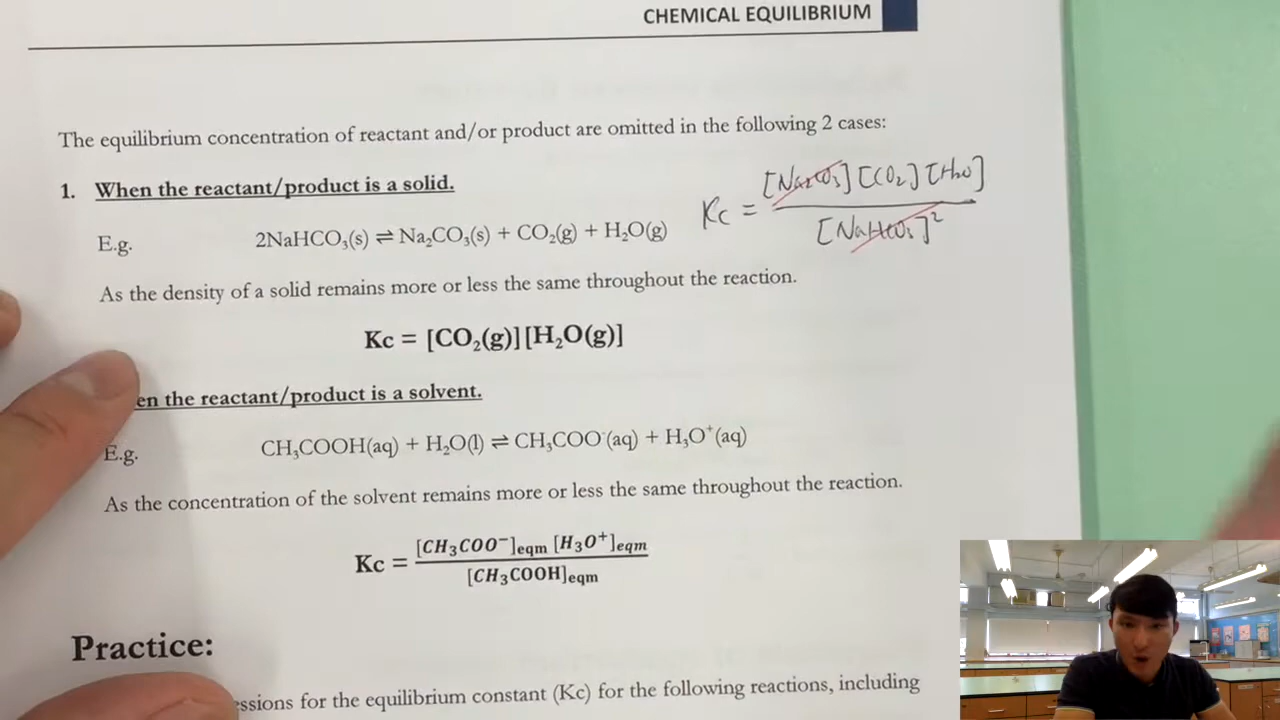 CHEMICAL EQUILIBRIUM
The equilibrium concentration of reactant and/or product are omitted in the following 2 cases:
1. When the reactant/product is a solid.
E.g. 2NaHCO₃(s) ⇌ Na₂CO₃(s) + CO₂(g) + H₂O(g)
Kc = [Na₂CO₃][CO₂][H₂O] / [NaHCO₃]²
As the density of a solid remains more or less the same throughout the reaction.
Kc = [CO₂(g)][H₂O(g)]
the reactant/product is a solvent.
E.g. CH₃COOH(aq) + H₂O(l) ⇌ CH₃COO⁻(aq) + H₃O⁺(aq)
As the concentration of the solvent remains more or less the same throughout the reaction.
Kc = [CH₃COO⁻]eqm [H₃O⁺]eqm / [CH₃COOH]eqm
Practice:
for the equilibrium constant (Kc) for the following reactions, including